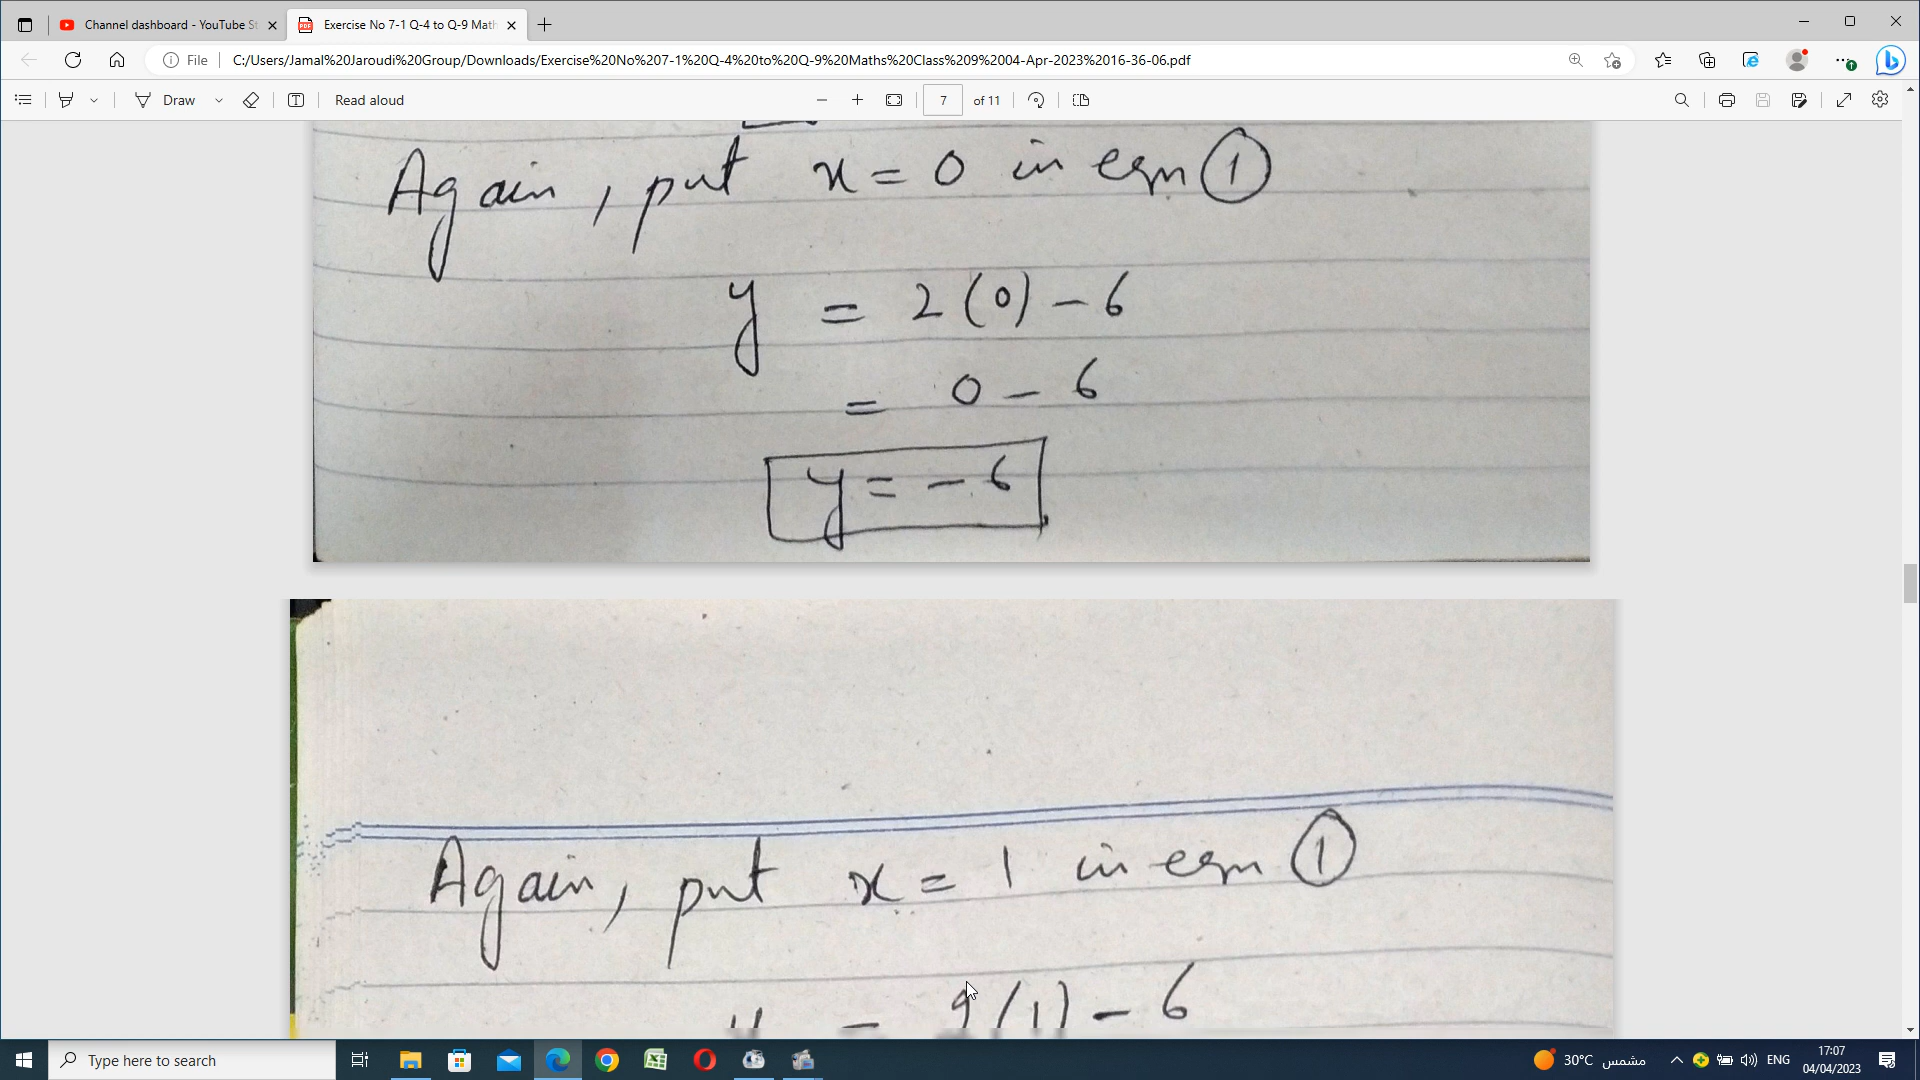 Channel dashboard - YouTube St
Exercise No 7-1 Q-4 to Q-9 Math
File
C:/Users/Jamal%20Jaroudi%20Group/Downloads/Exercise%20No%207-1%20Q-4%20to%20Q-9%20Maths%20Class%209%2004-Apr-2023%2016-36-06.pdf
Draw
Read aloud
7 of 11
Again, put x = 0 in eqn ①
y = 2(0) - 6
= 0 - 6
y = - 6
Again, put x = 1 in eqn ①
y = 2(1) - 6
Type here to search
30°C مشمس
ENG
17:07
04/04/2023